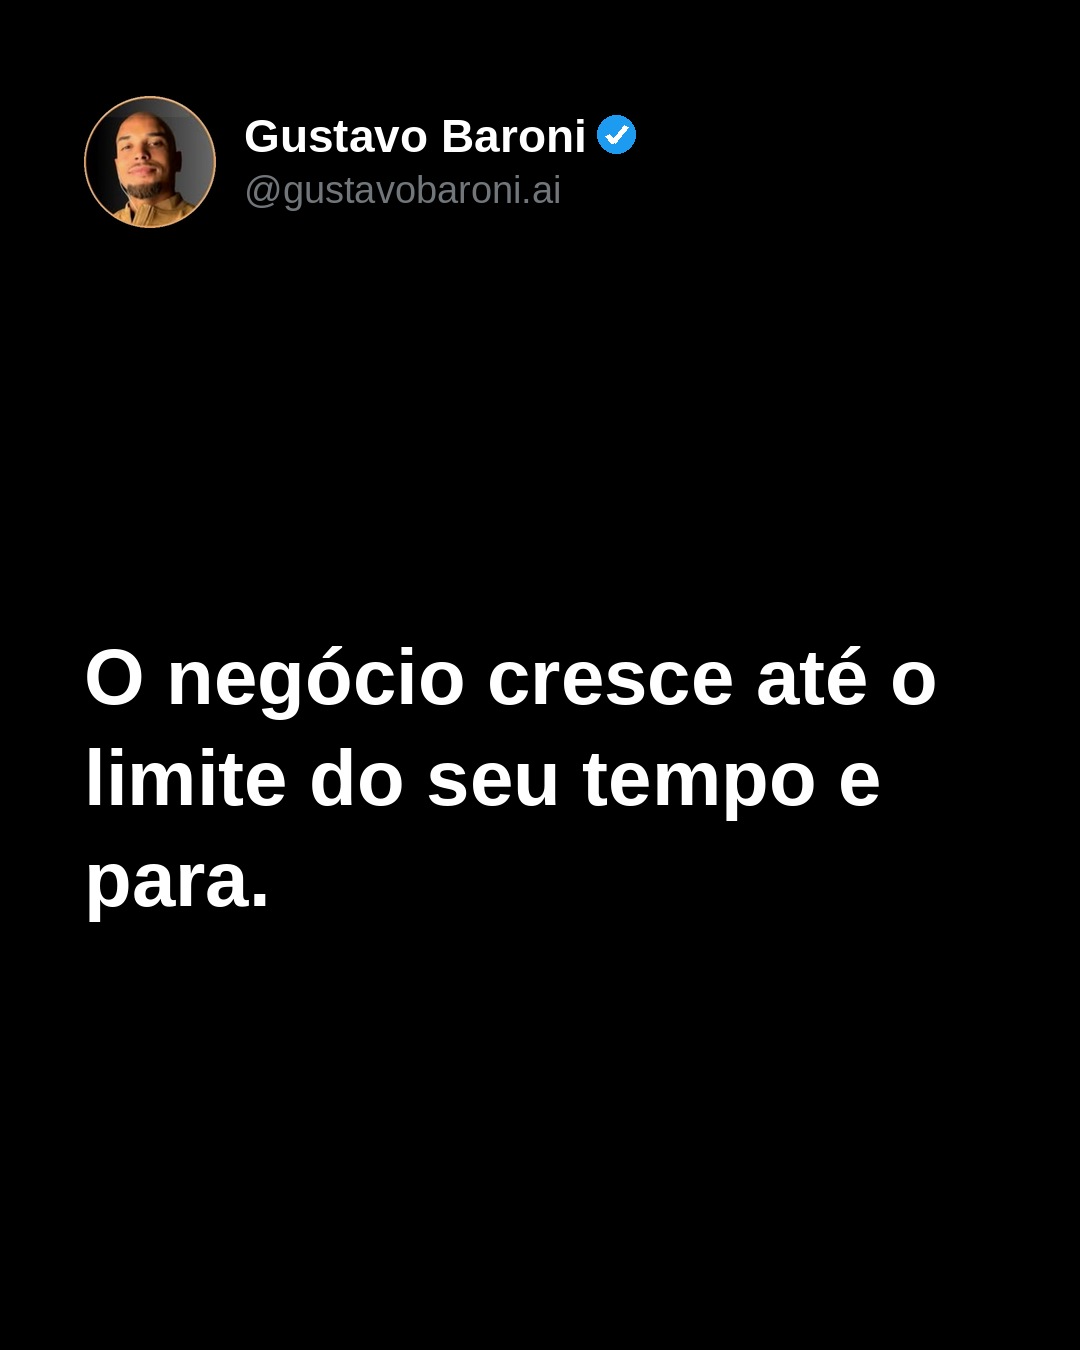 Gustavo Baroni
@gustavobaroni.ai
O negócio cresce até o
limite do seu tempo e
para.